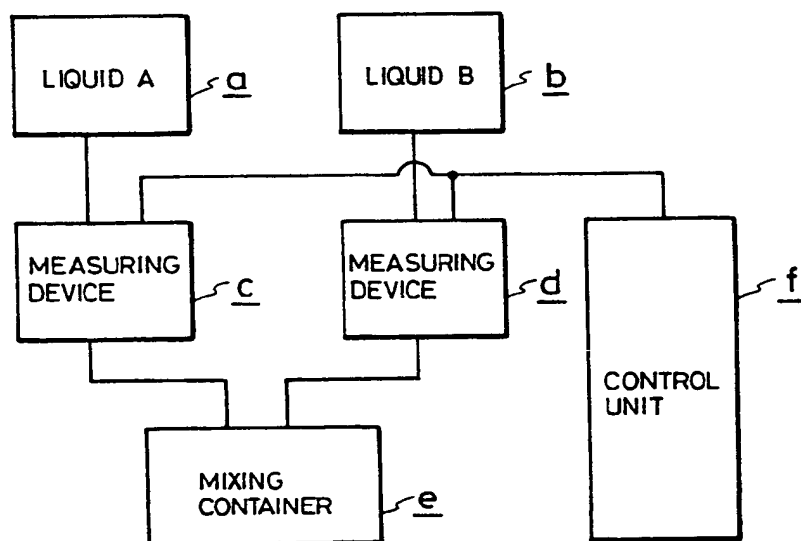 LIQUID A
a
LIQUID B
b
MEASURING
DEVICE
c
MEASURING
DEVICE
d
CONTROL
UNIT
f
MIXING
CONTAINER
e